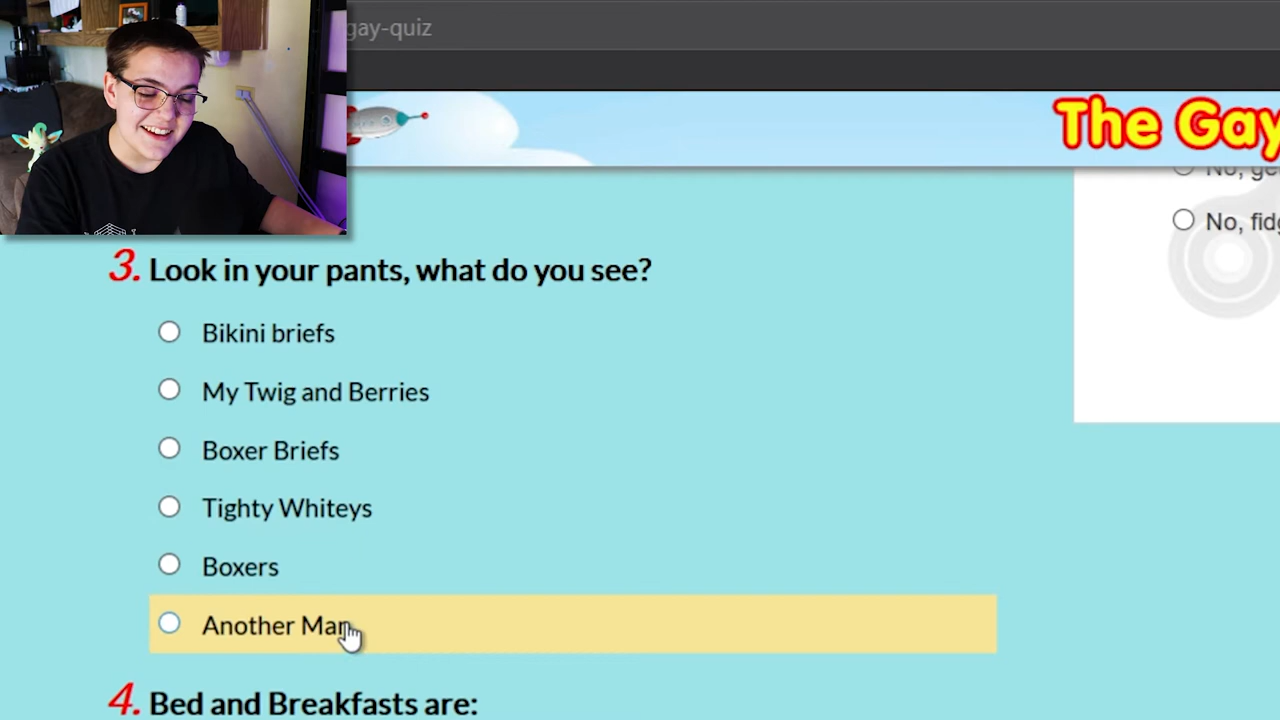 gay-quiz
The Gay
No,
No, fidg
3. Look in your pants, what do you see?
Bikini briefs
My Twig and Berries
Boxer Briefs
Tighty Whiteys
Boxers
Another Man
4. Bed and Breakfasts are: